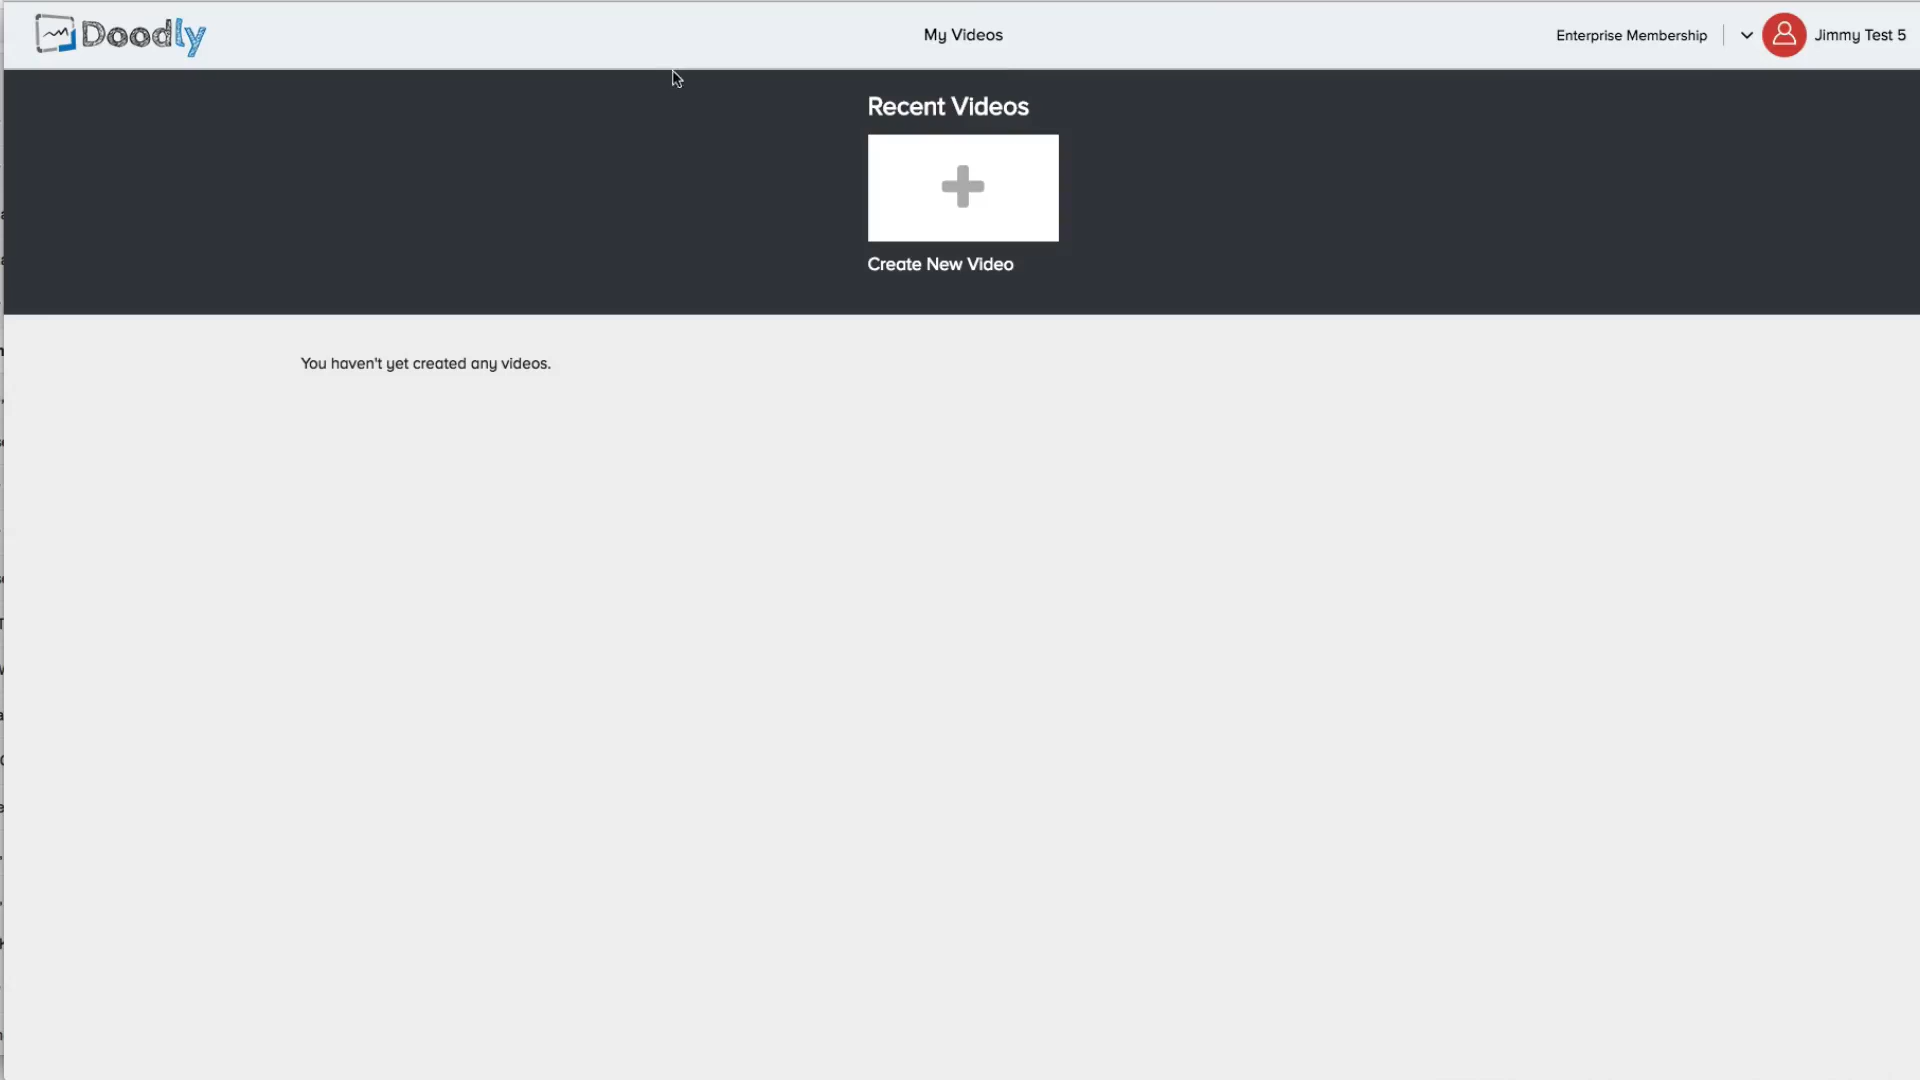 Doodly
My Videos
Enterprise Membership
Jimmy Test 5
Recent Videos
Create New Video
You haven't yet created any videos.